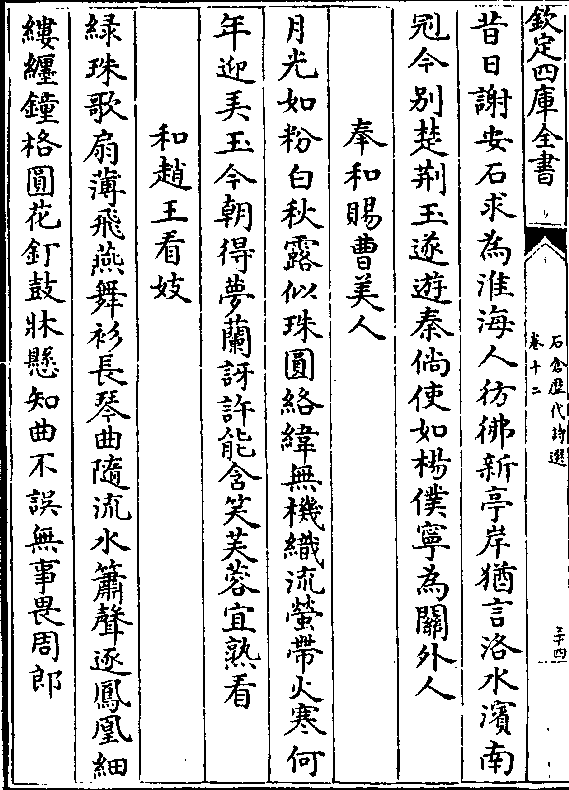 欽定四庫全書
石倉歷代詩選
卷十二
三十四
昔日謝安石求為淮海人彷彿新亭岸猶言洛水濱南
冠今別楚荆玉遂遊秦倘使如楊僕寧為關外人
奉和賜曹美人
月光如粉白秋露似珠圓絡緯無機織流螢帶火寒何
年迎美玉今朝得夢蘭訝許能含笑芙蓉宜熟看
和趙王看妓
緑珠歌扇薄飛燕舞衫長琴曲隨流水簫聲逐鳳凰細
縷纒鐘格圓花釘鼓牀懸知曲不誤無事畏周郎